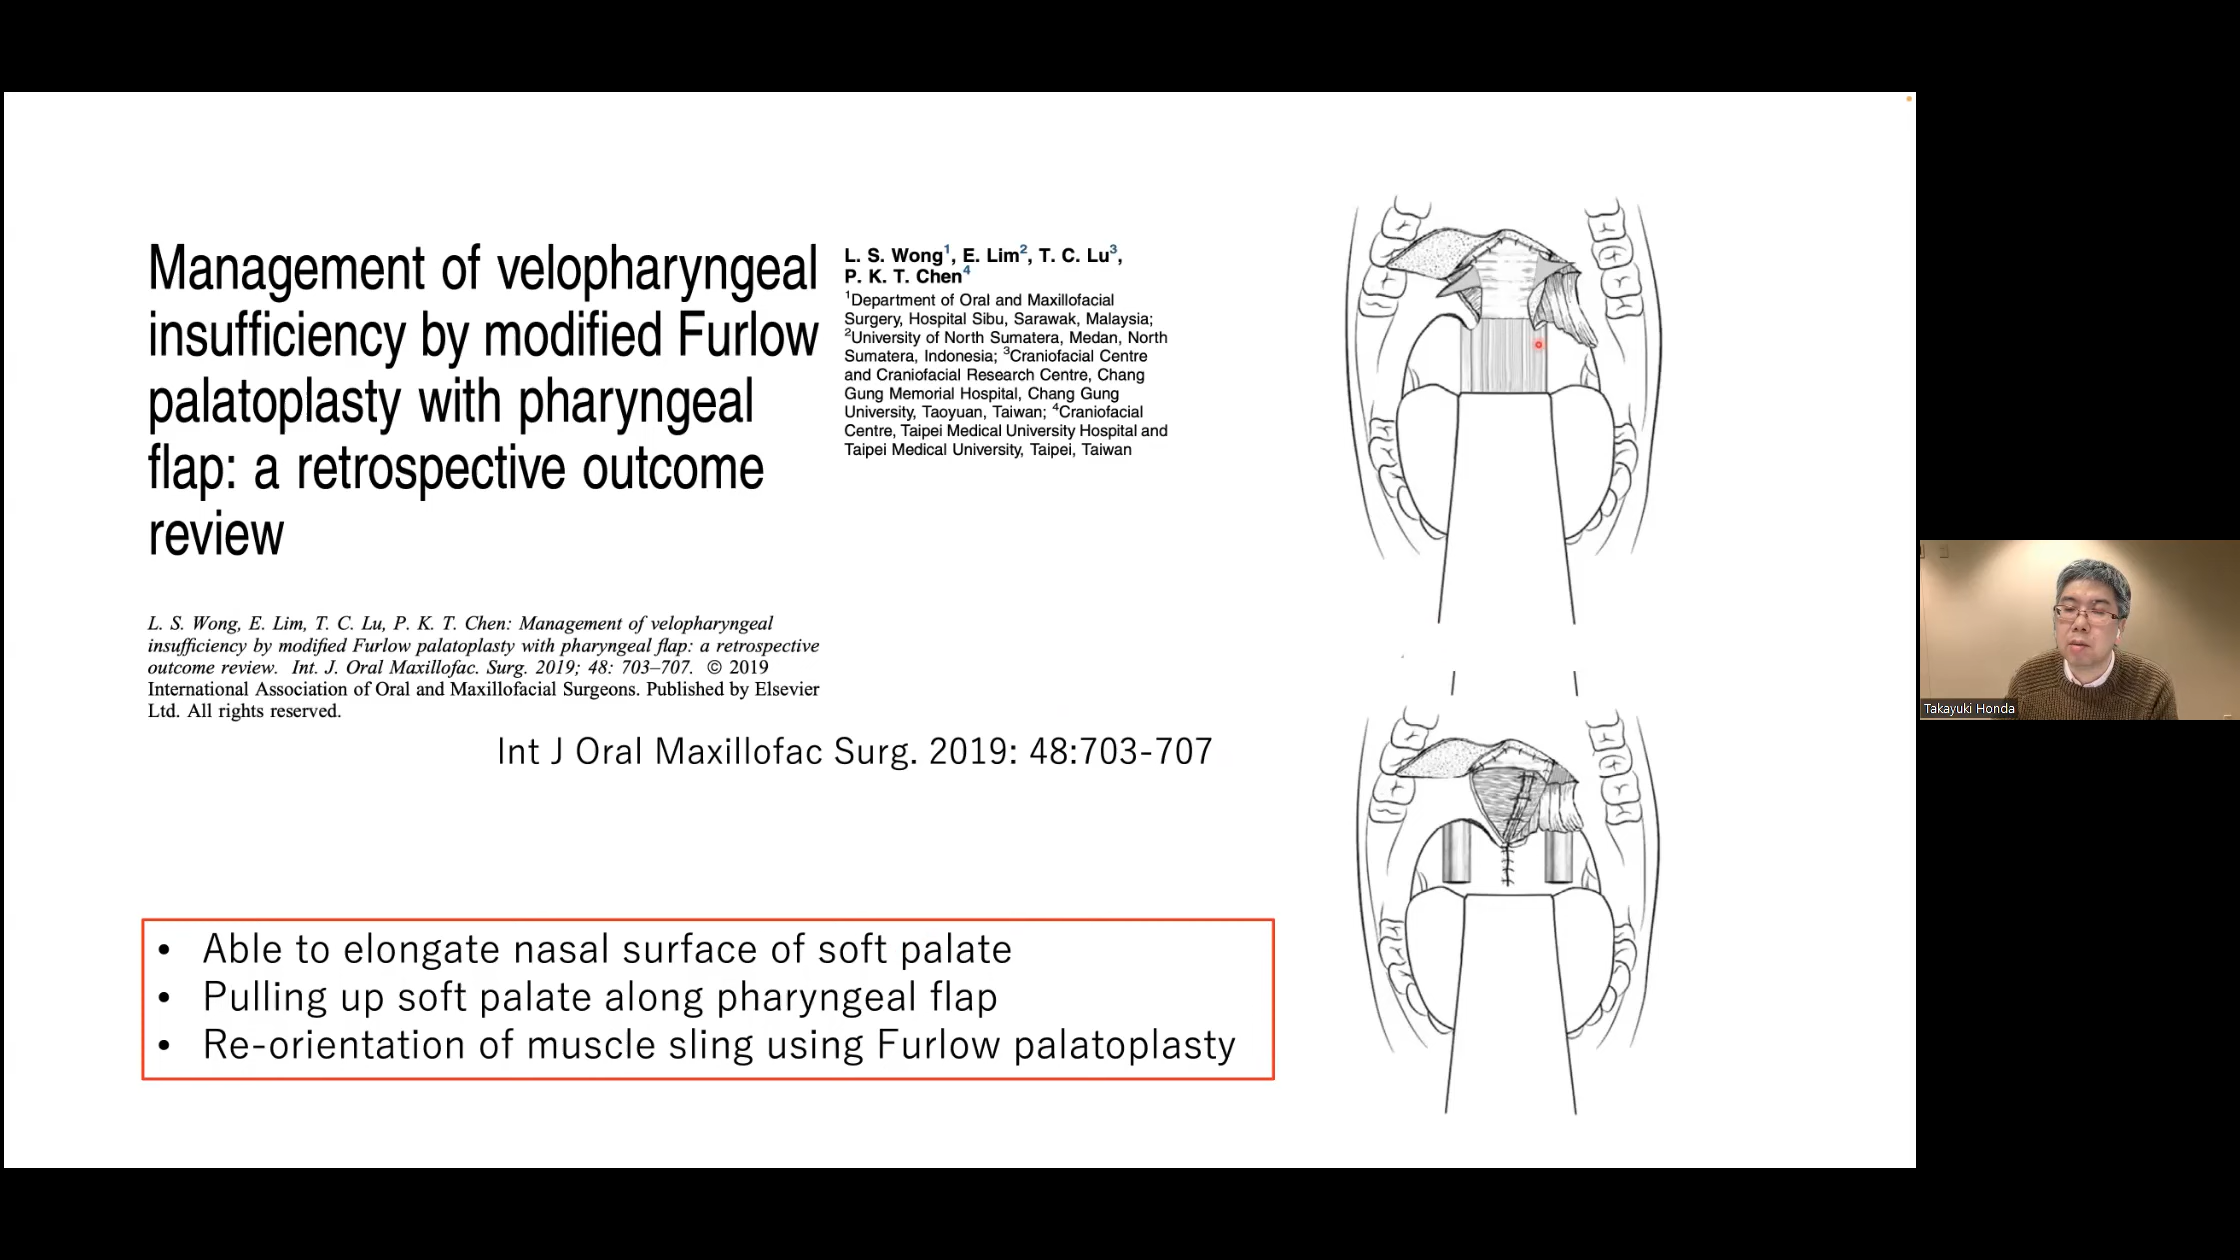 Management of velopharyngeal
insufficiency by modified Furlow
palatoplasty with pharyngeal
flap: a retrospective outcome
review
L. S. Wong1, E. Lim2, T. C. Lu3,
P. K. T. Chen4
1Department of Oral and Maxillofacial
Surgery, Hospital Sibu, Sarawak, Malaysia;
2University of North Sumatera, Medan, North
Sumatera, Indonesia; 3Craniofacial Centre
and Craniofacial Research Centre, Chang
Gung Memorial Hospital, Chang Gung
University, Taoyuan, Taiwan; 4Craniofacial
Centre, Taipei Medical University Hospital and
Taipei Medical University, Taipei, Taiwan
L. S. Wong, E. Lim, T. C. Lu, P. K. T. Chen: Management of velopharyngeal
insufficiency by modified Furlow palatoplasty with pharyngeal flap: a retrospective
outcome review. Int. J. Oral Maxillofac. Surg. 2019; 48: 703–707. © 2019
International Association of Oral and Maxillofacial Surgeons. Published by Elsevier
Ltd. All rights reserved.
Int J Oral Maxillofac Surg. 2019: 48:703-707
• Able to elongate nasal surface of soft palate
• Pulling up soft palate along pharyngeal flap
• Re-orientation of muscle sling using Furlow palatoplasty
Takayuki Honda